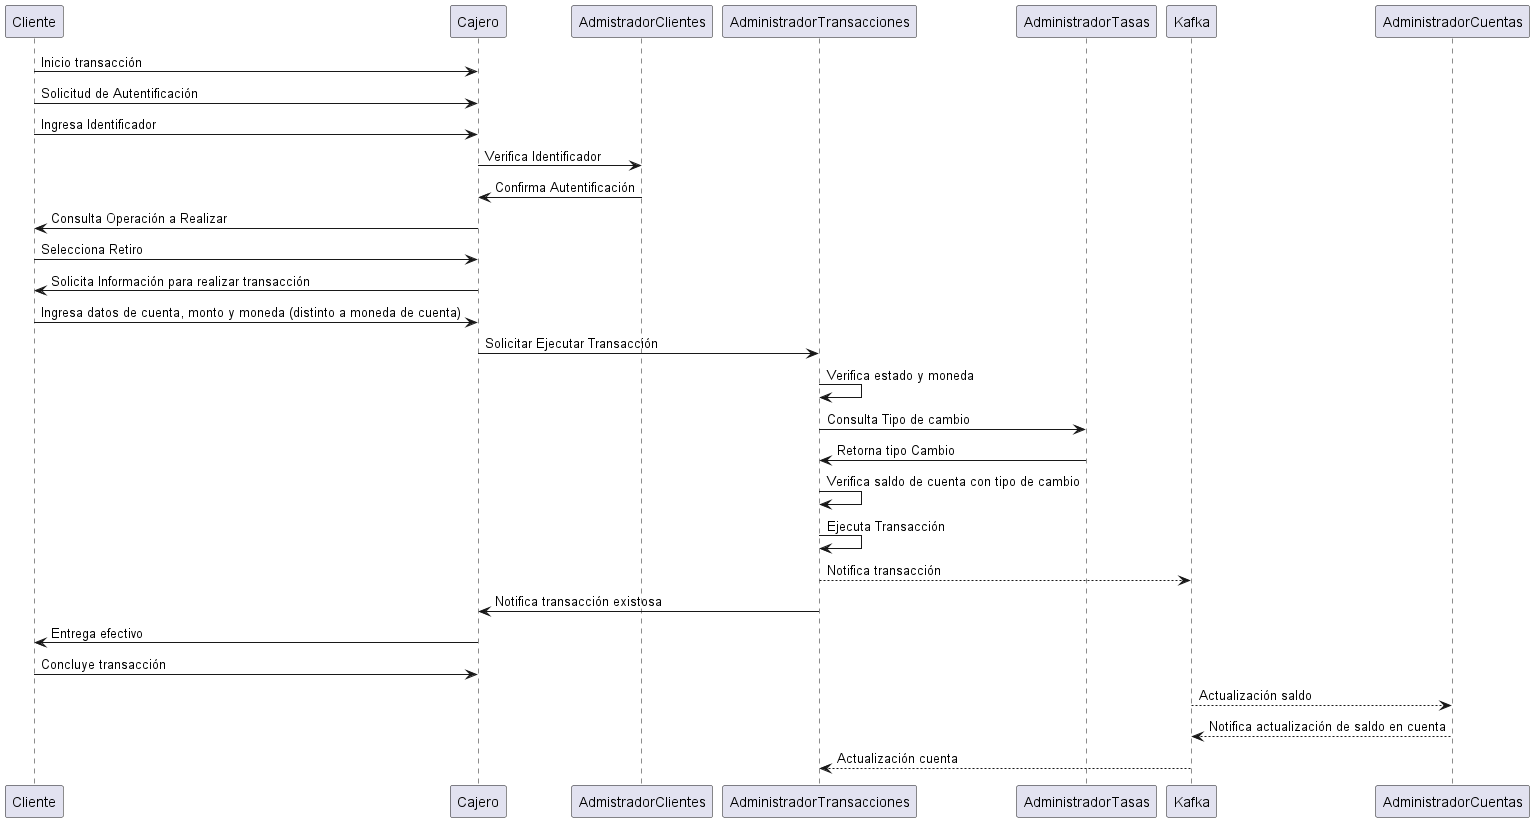 Cliente
Cajero
AdmistradorClientes
AdministradorTransacciones
AdministradorTasas
Kafka
AdministradorCuentas
Inicio transacción
Solicitud de Autentificación
Ingresa Identificador
Verifica Identificador
Confirma Autentificación
Consulta Operación a Realizar
Selecciona Retiro
Solicita Información para realizar transacción
Ingresa datos de cuenta, monto y moneda (distinto a moneda de cuenta)
Solicitar Ejecutar Transacción
Verifica estado y moneda
Consulta Tipo de cambio
Retorna tipo Cambio
Verifica saldo de cuenta con tipo de cambio
Ejecuta Transacción
Notifica transacción
Notifica transacción existosa
Entrega efectivo
Concluye transacción
Actualización saldo
Notifica actualización de saldo en cuenta
Actualización cuenta
Cliente
Cajero
AdmistradorClientes
AdministradorTransacciones
AdministradorTasas
Kafka
AdministradorCuentas